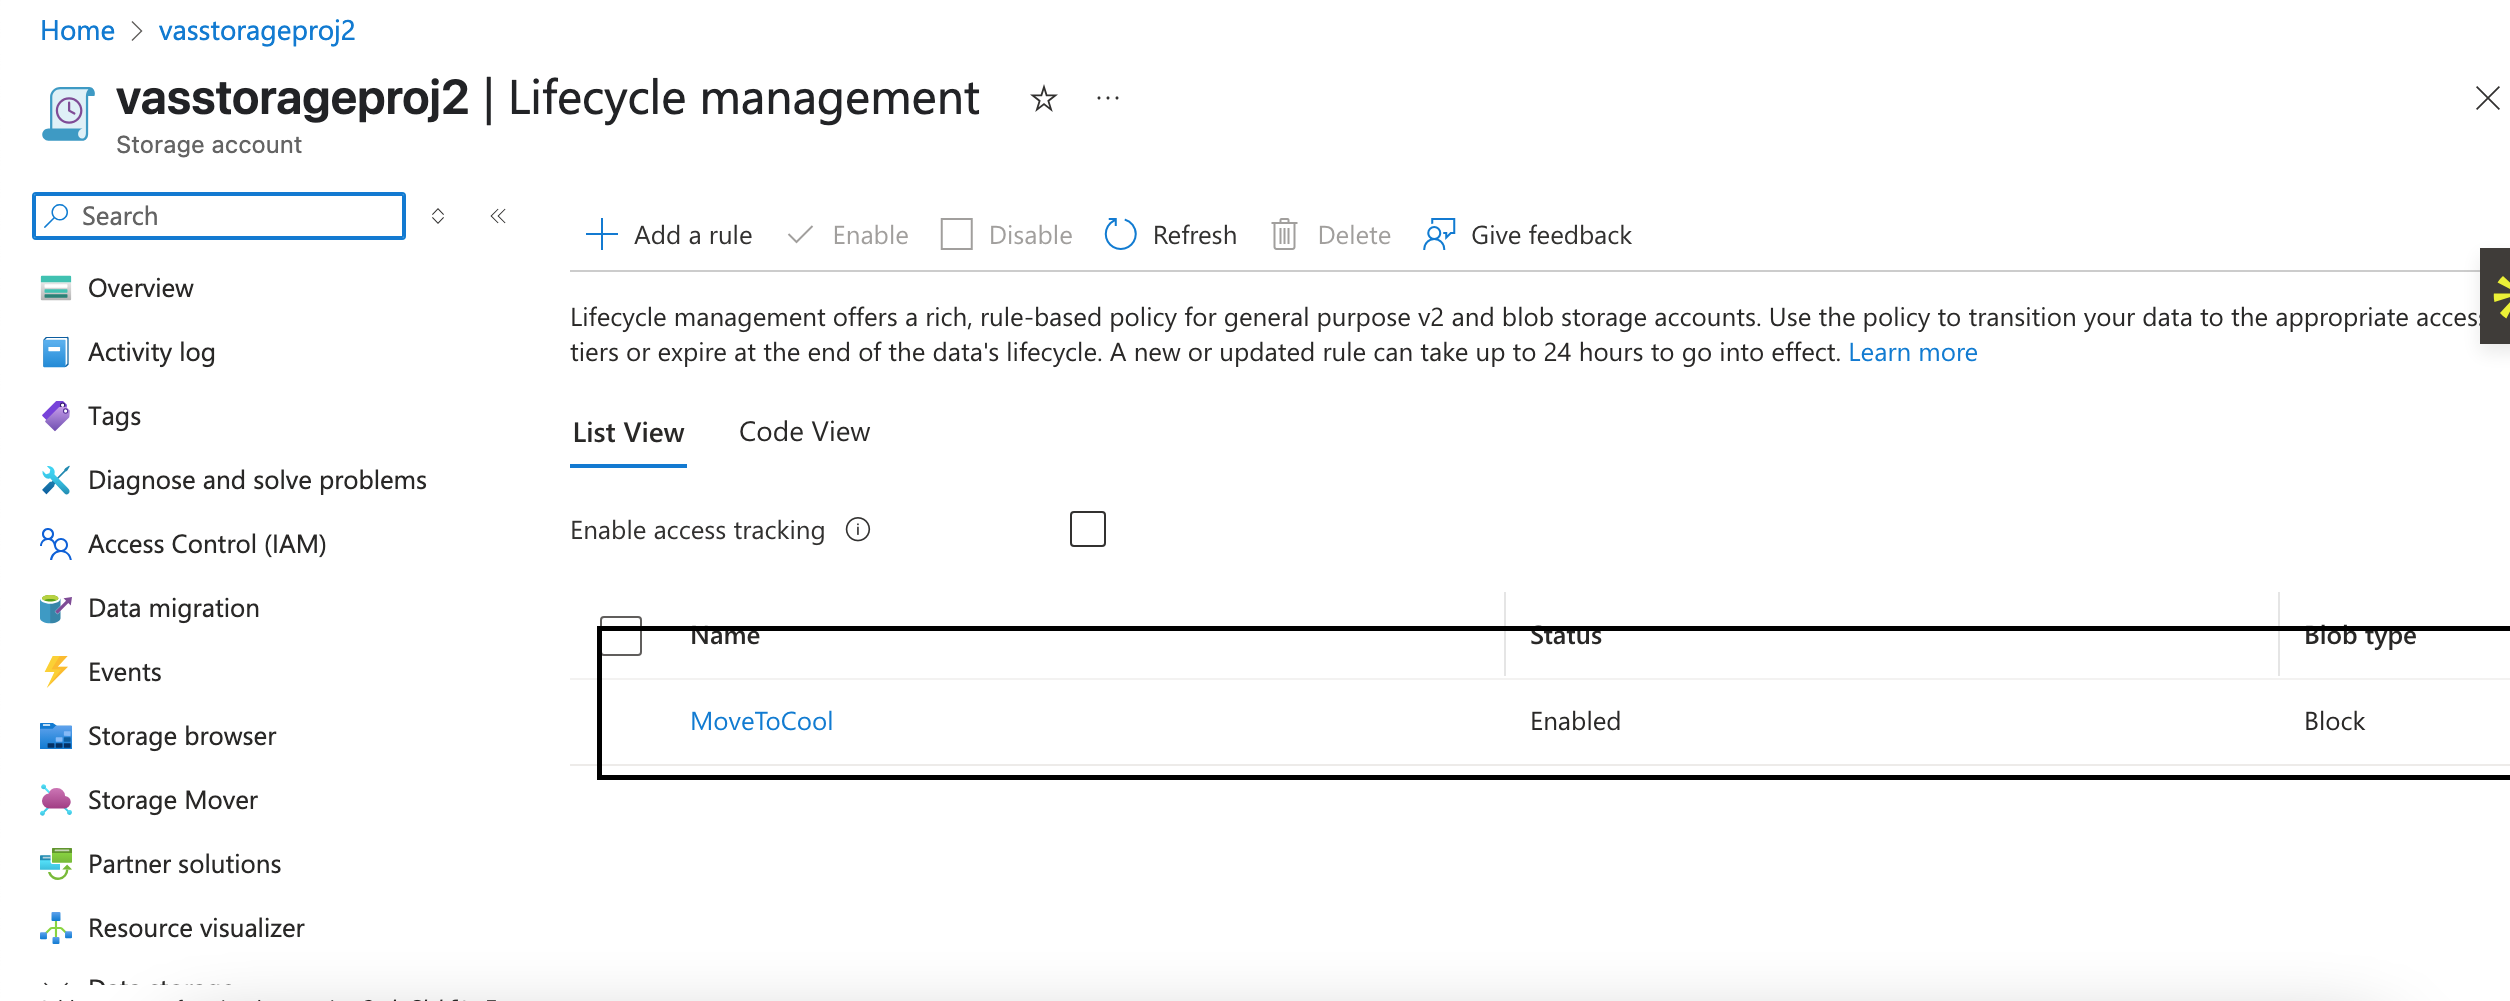 Home > vasstorageproj2
vasstorageproj2 | Lifecycle management
Storage account
Search
Overview
Activity log
Tags
Diagnose and solve problems
Access Control (IAM)
Data migration
Events
Storage browser
Storage Mover
Partner solutions
Resource visualizer
Data storage
Add a rule Enable Disable Refresh Delete Give feedback
Lifecycle management offers a rich, rule-based policy for general purpose v2 and blob storage accounts. Use the policy to transition your data to the appropriate access
tiers or expire at the end of the data's lifecycle. A new or updated rule can take up to 24 hours to go into effect. Learn more
List View Code View
Enable access tracking
Name Status Blob type
MoveToCool Enabled Block